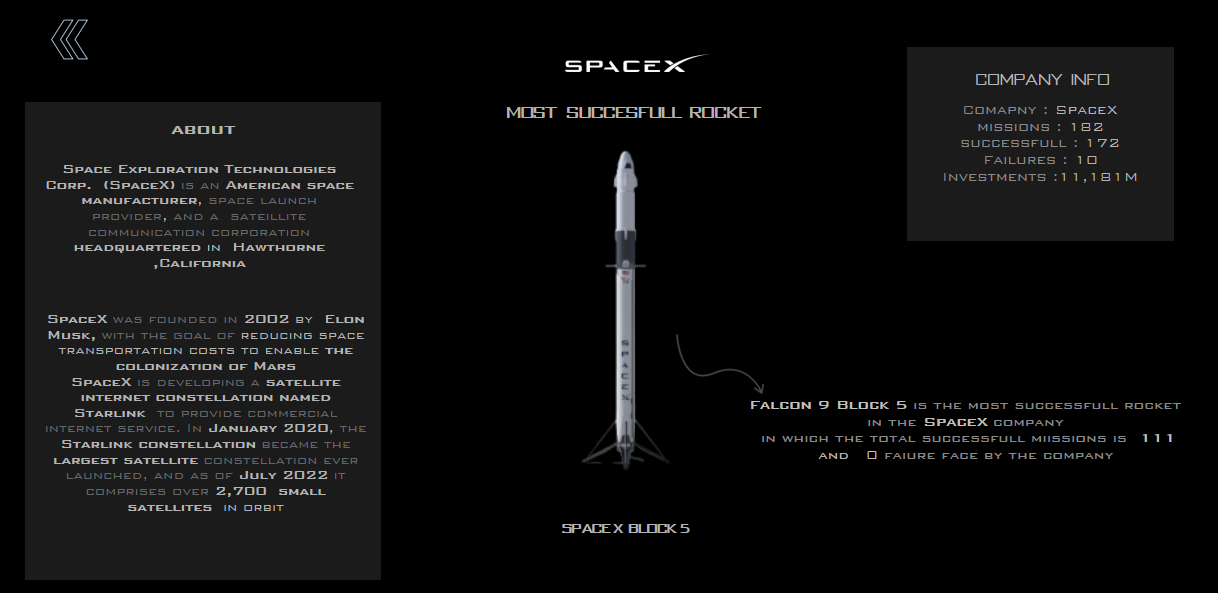 SPACEX
MOST SUCCESFULL ROCKET
COMPANY INFO
Comapny : SpaceX
missions : 182
successfull : 172
Failures : 10
Investments :11,181M
ABOUT
Space Exploration Technologies
Corp. (SpaceX) is an American space
manufacturer, space launch
provider, and a sateillite
communication corporation
headquartered in Hawthorne
,California
SpaceX was founded in 2002 by Elon
Musk, with the goal of reducing space
transportation costs to enable the
colonization of Mars
SpaceX is developing a satellite
internet constellation named
Starlink to provide commercial
internet service. In January 2020, the
Starlink constellation became the
largest satellite constellation ever
launched, and as of July 2022 it
comprises over 2,700 small
satellites in orbit
SPACEX
Falcon 9 Block 5 is the most successfull rocket
in the SpaceX company
in which the total successfull miissions is 111
and 0 faiure face by the company
SPACEX BLOCK 5